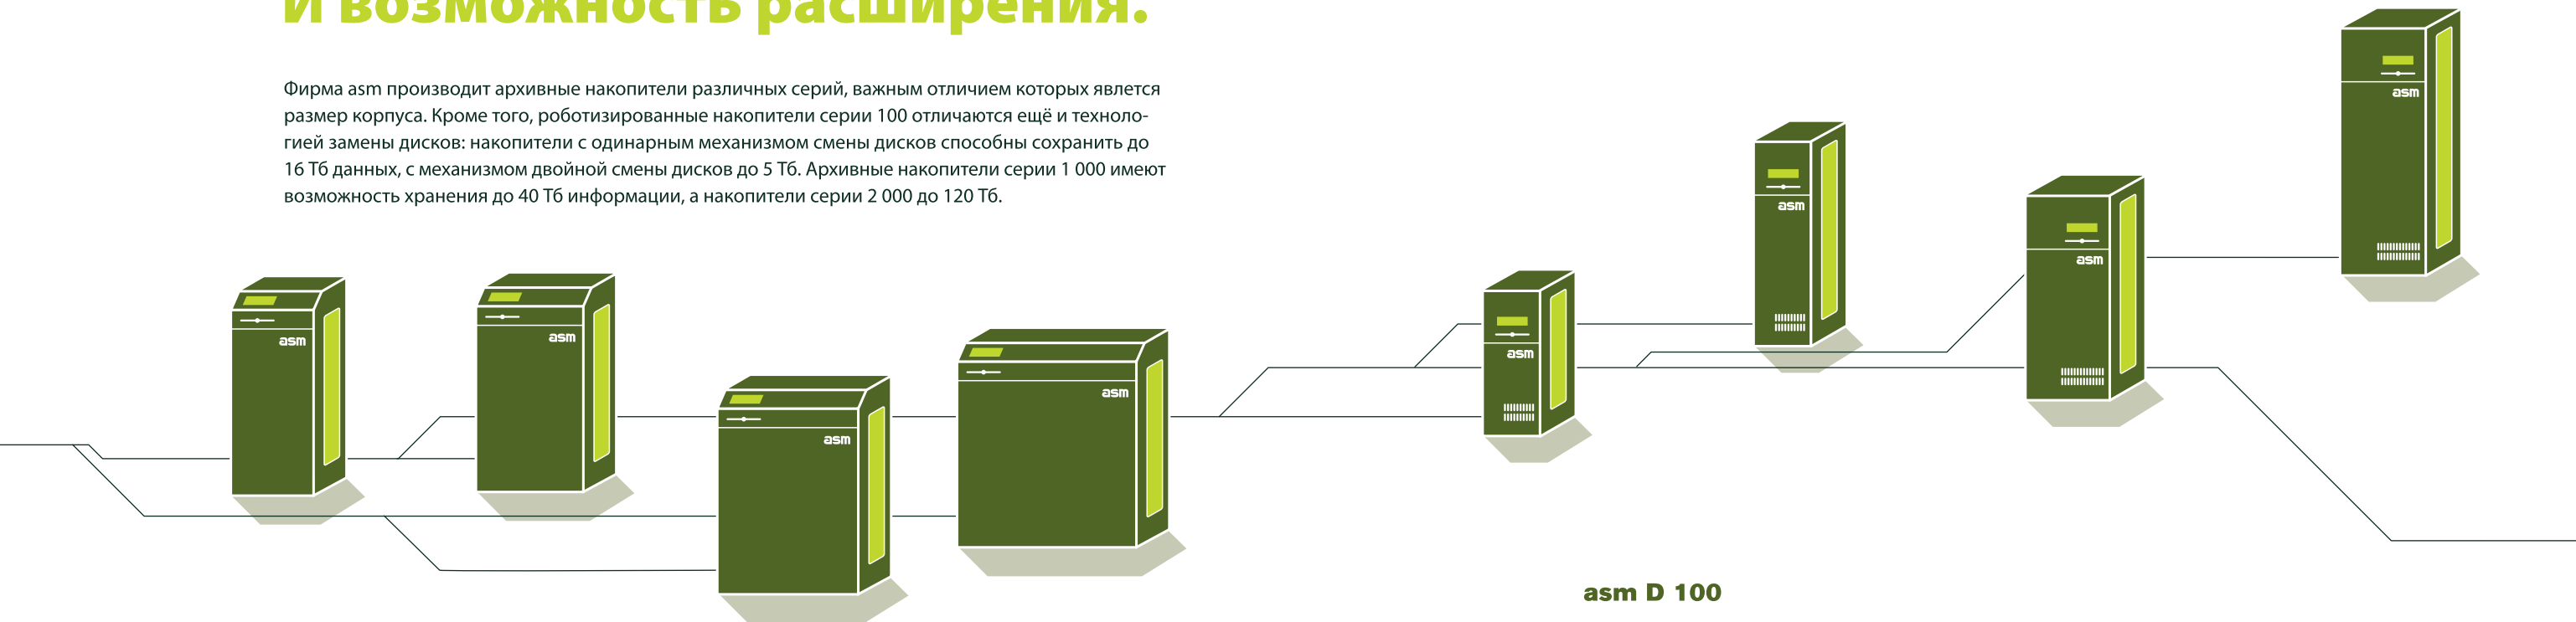 и возможность расширения.
Фирма asm производит архивные накопители различных серий, важным отличием которых явлется
размер корпуса. Кроме того, роботизированные накопители серии 100 отличаются ещё и техноло-
гией замены дисков: накопители с одинарным механизмом смены дисков способны сохранить до
16 Тб данных, с механизмом двойной смены дисков до 5 Тб. Архивные накопители серии 1 000 имеют
возможность хранения до 40 Тб информации, а накопители серии 2 000 до 120 Тб.
asm
asm
asm
asm
asm
asm
asm
asm
asm D 100